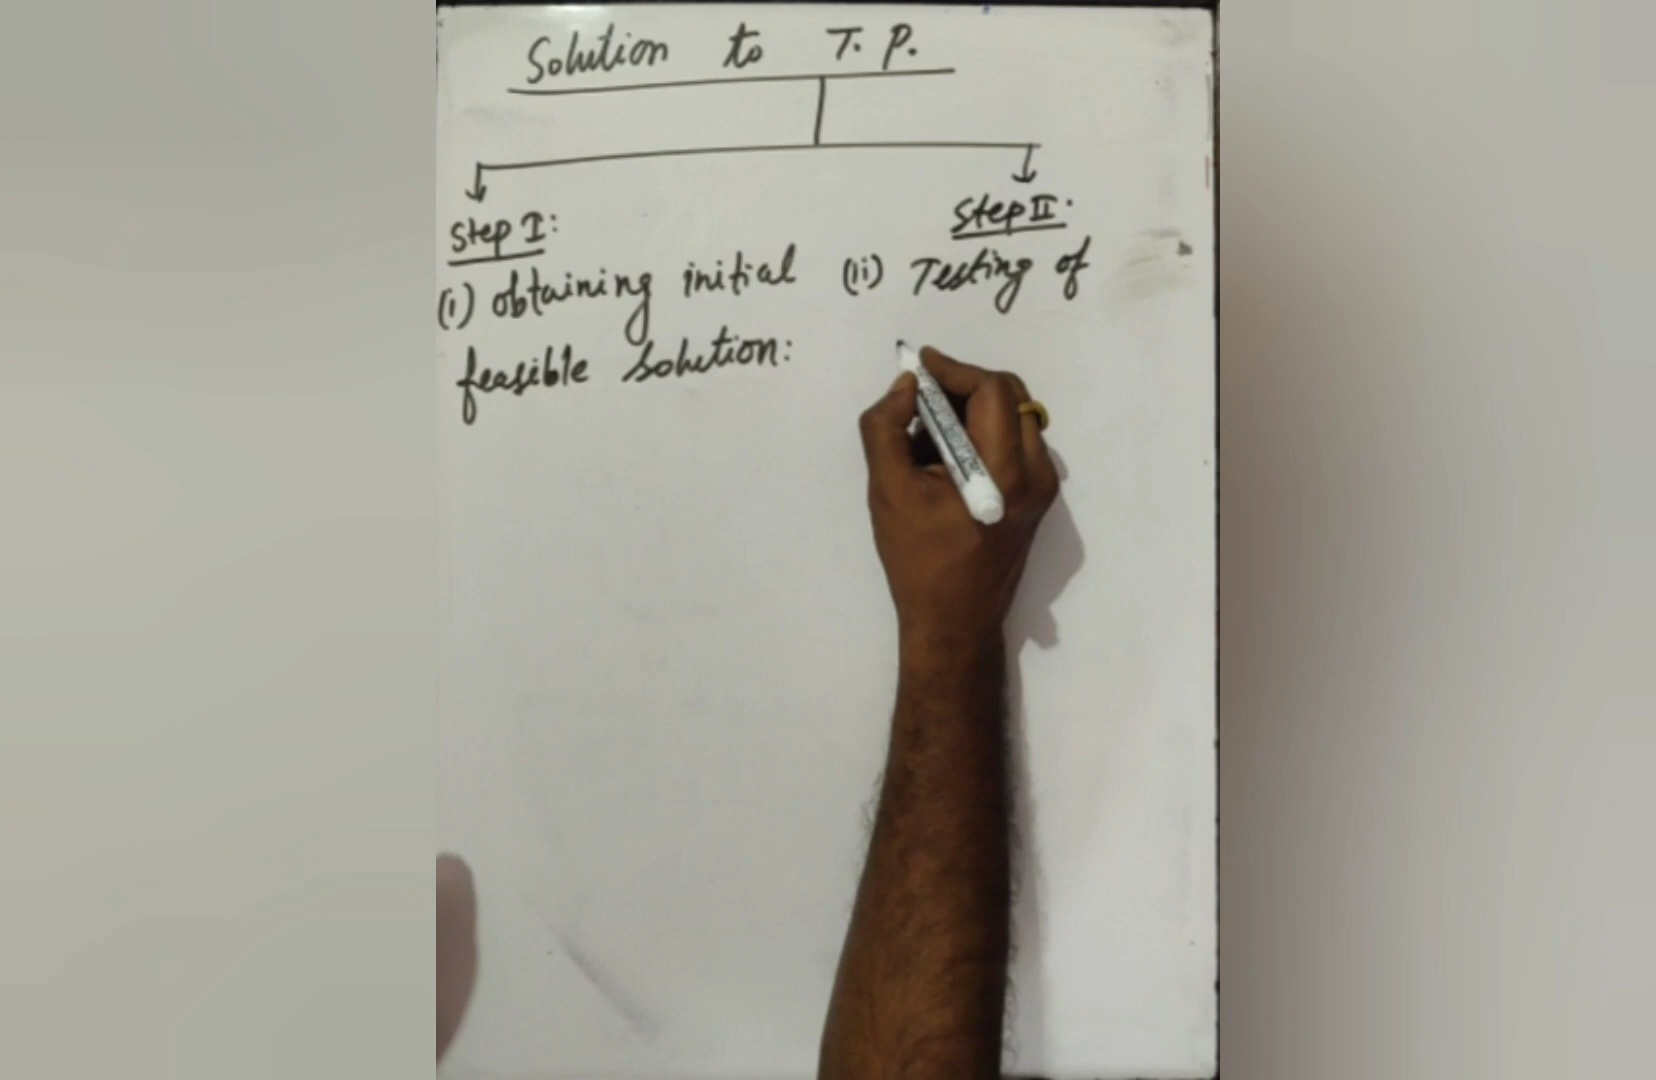 Solution to T. P.
Step I:
(i) obtaining initial
feasible solution:
Step II.
(ii) Testing of